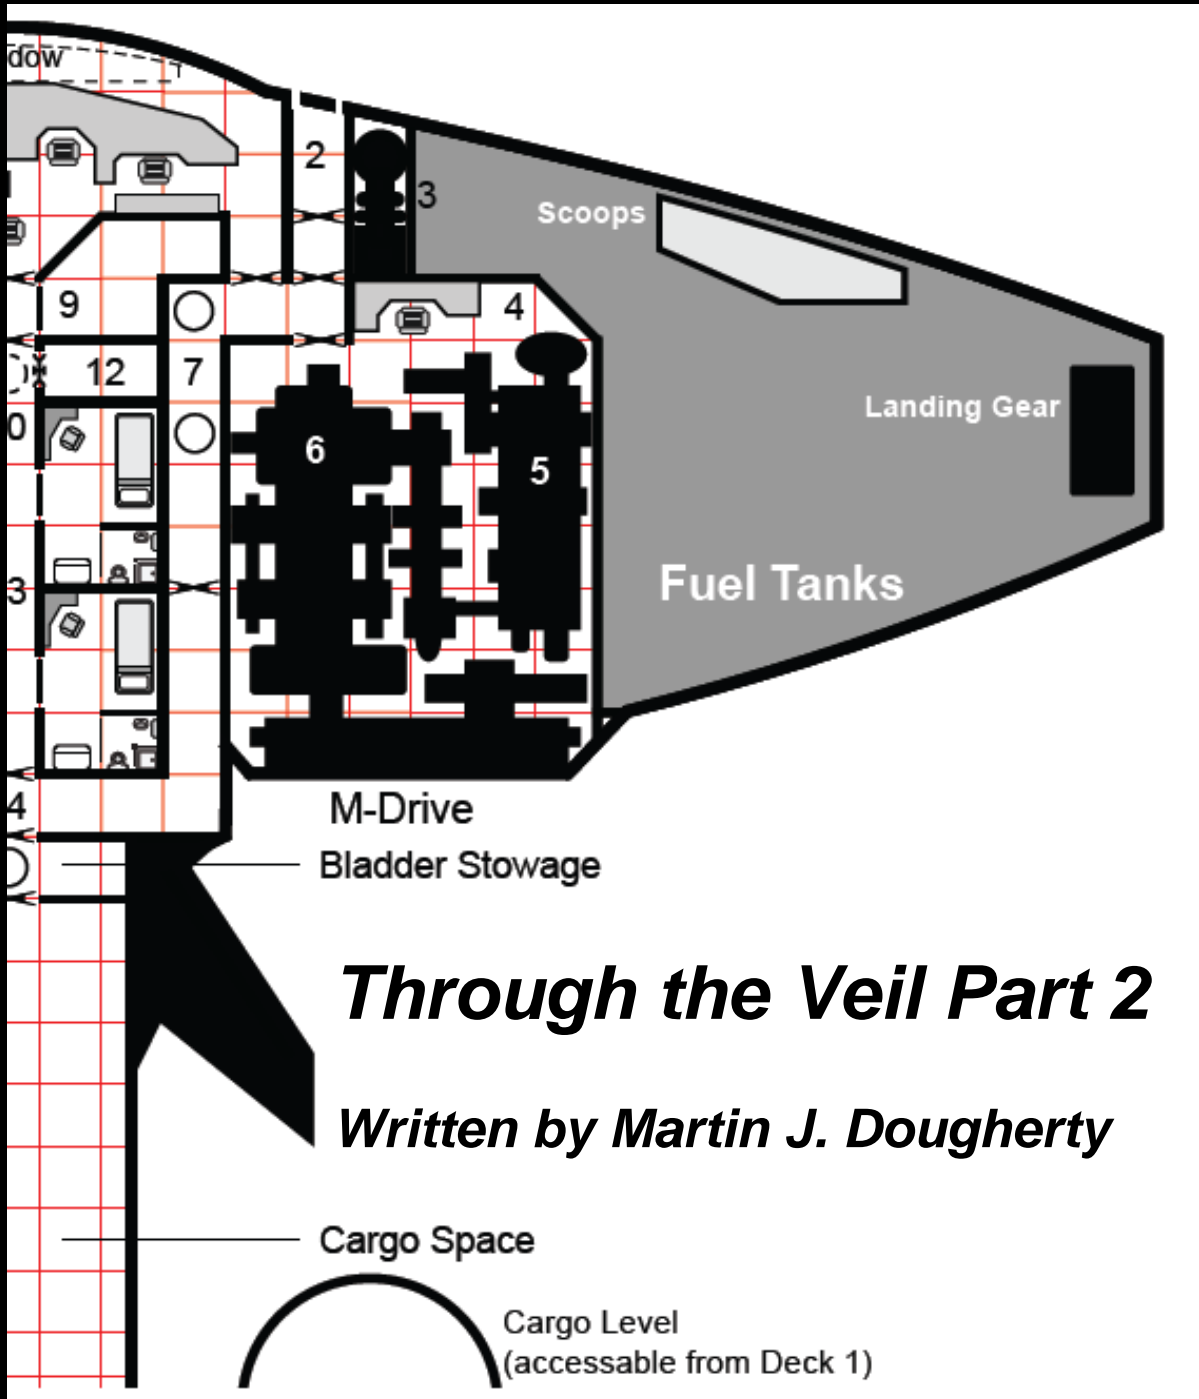 dow
2
3
Scoops
9
4
12
7
Landing Gear
0
6
5
Fuel Tanks
3
4
M-Drive
Bladder Stowage
Through the Veil Part 2
Written by Martin J. Dougherty
Cargo Space
Cargo Level
(accessable from Deck 1)